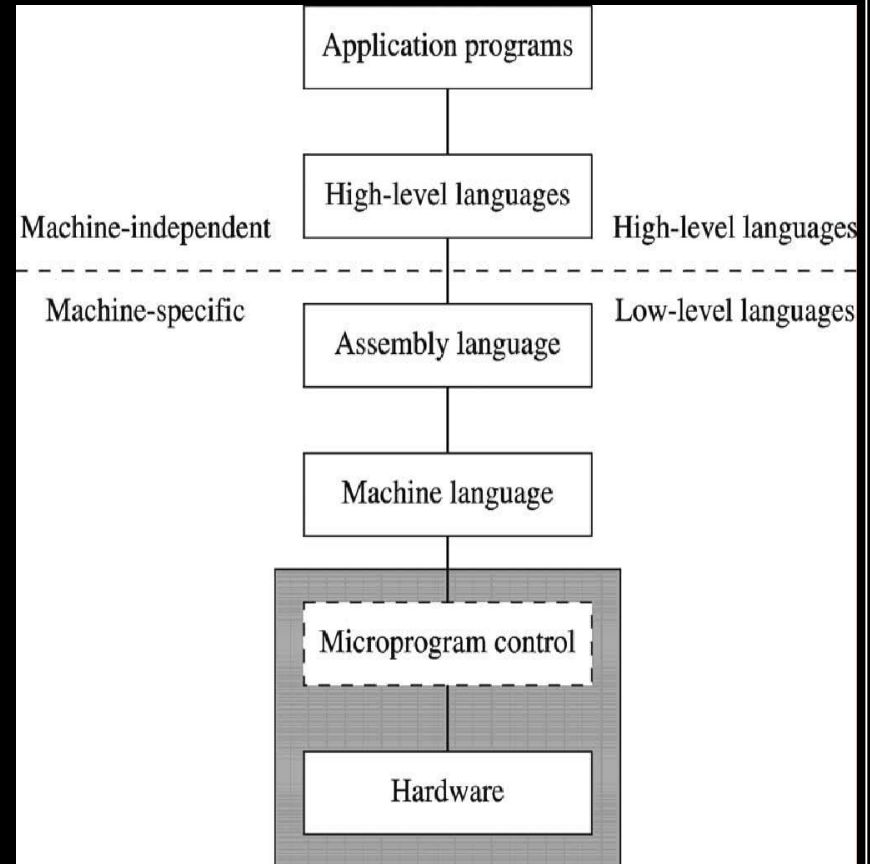 Application programs
High-level languages
Machine-independent
High-level languages
Machine-specific
Low-level languages
Assembly language
Machine language
Microprogram control
Hardware